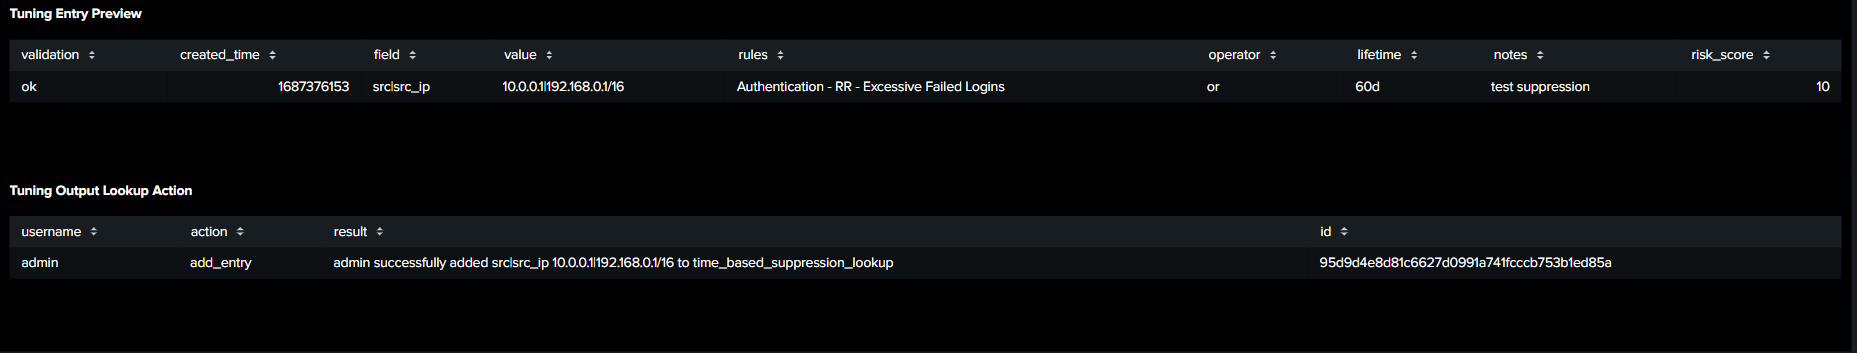 Tuning Entry Preview
validation created_time field value rules operator lifetime notes risk_score
ok 1687376153 src|src_ip 10.0.0.1|192.168.0.1/16 Authentication - RR - Excessive Failed Logins or 60d test suppression 10
Tuning Output Lookup Action
username action result id
admin add_entry admin successfully added src|src_ip 10.0.0.1|192.168.0.1/16 to time_based_suppression_lookup 95d9d4e8d81c6627d0991a741fcccb753b1ed85a